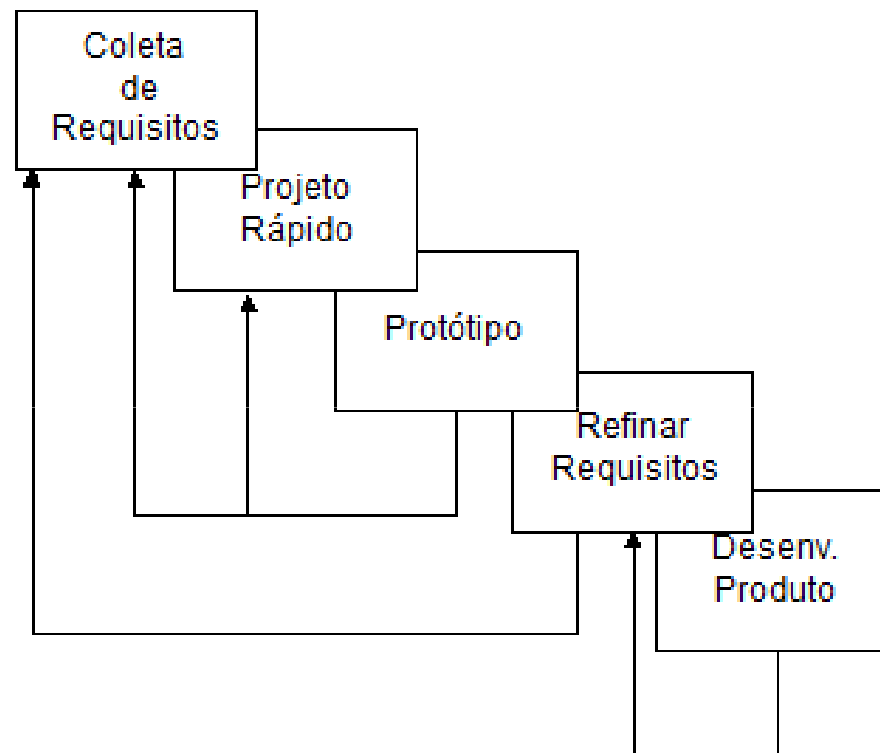 Coleta
de
Requisitos
Projeto
Rápido
Protótipo
Refinar
Requisitos
Desenv.
Produto